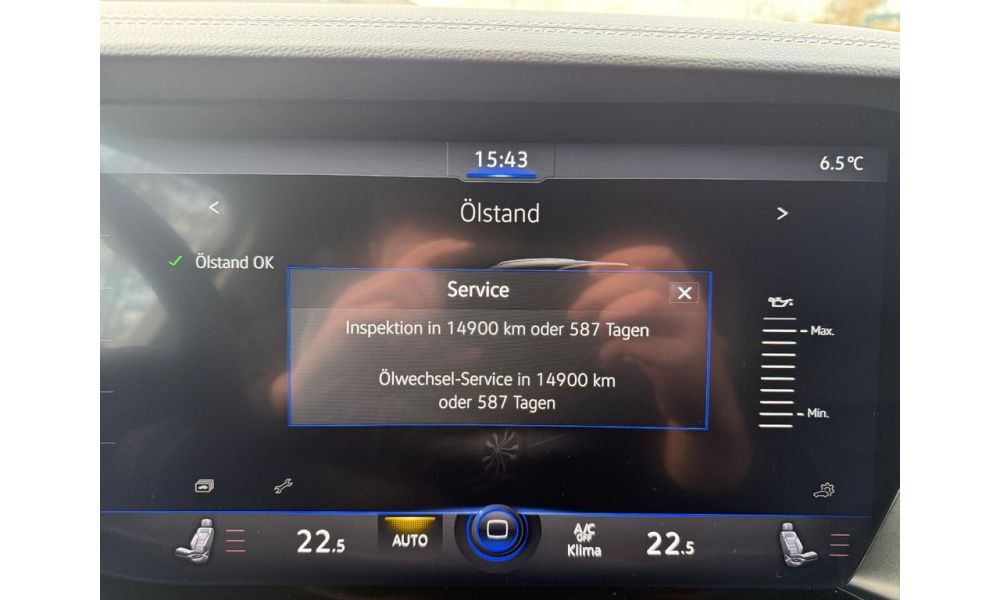 15:43
6.5°C
< Ölstand >
Ölstand OK
Service
Inspektion in 14900 km oder 587 Tagen
Ölwechsel-Service in 14900 km
oder 587 Tagen
Max.
Min.
22.5
AUTO
A/C
OFF
Klima
22.5